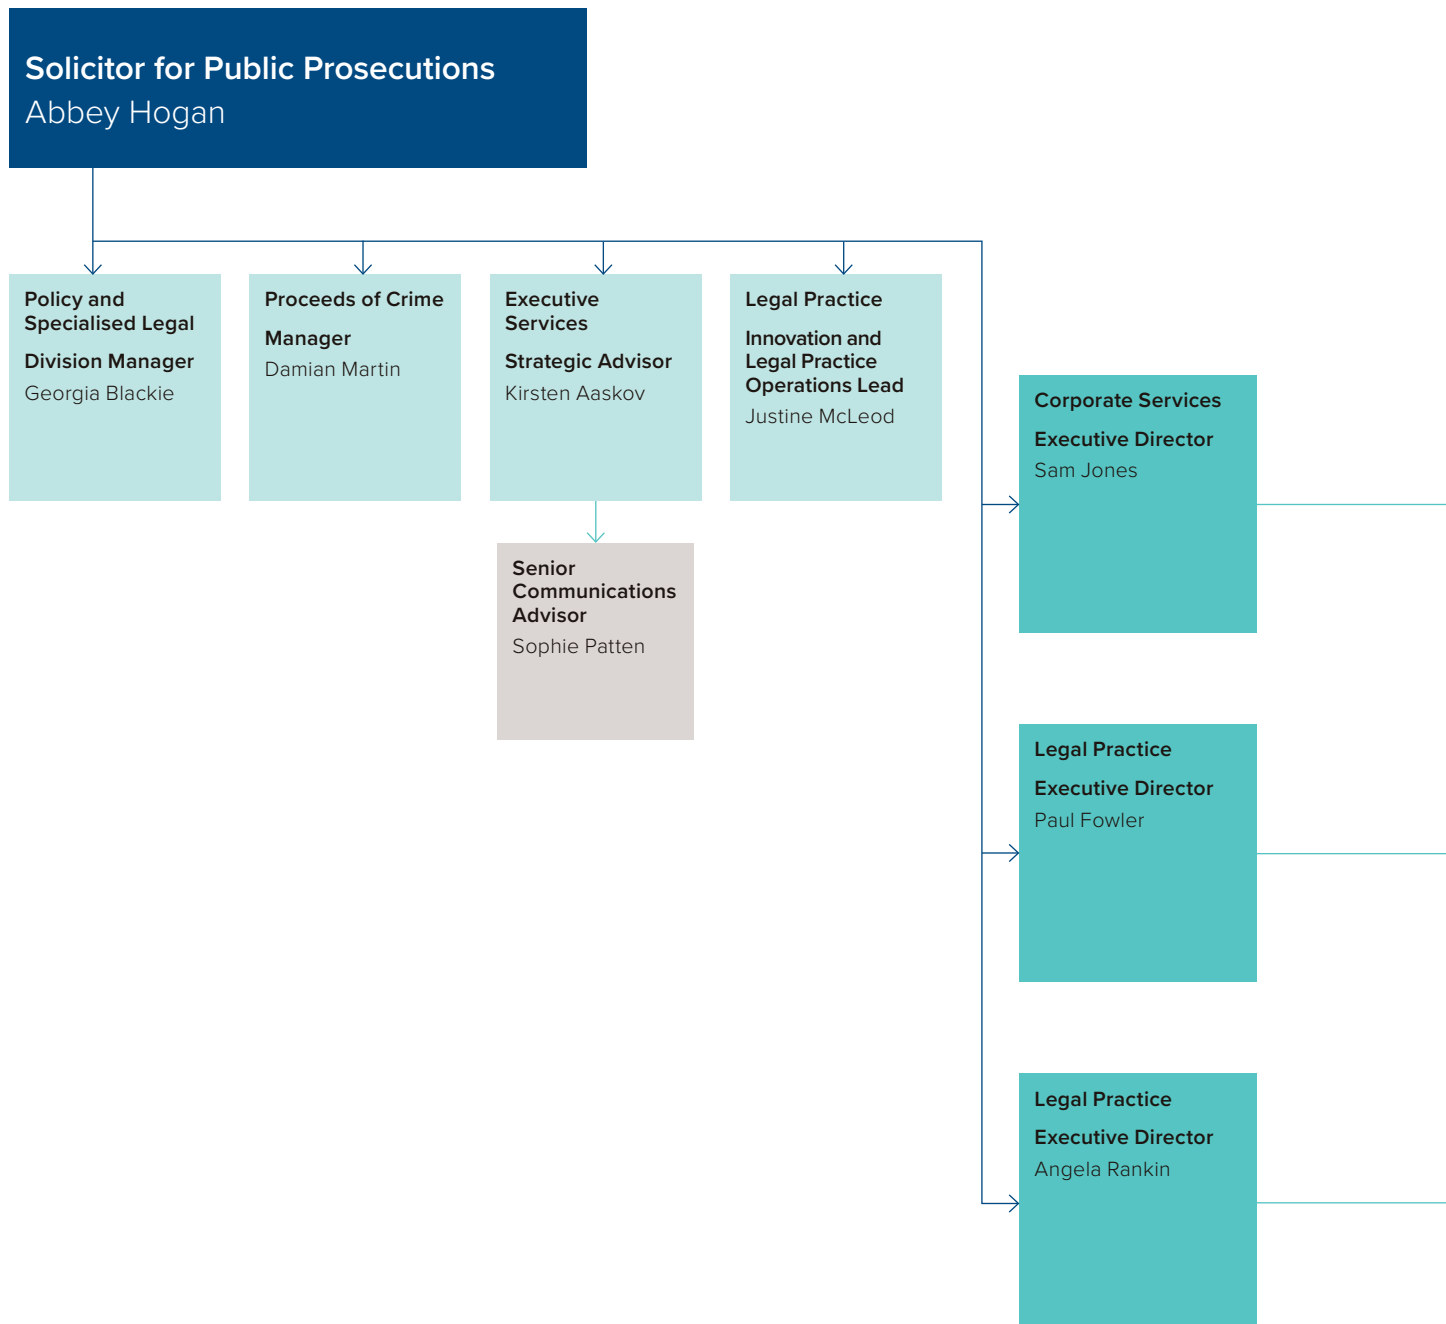 Solicitor for Public Prosecutions
Abbey Hogan
Policy and
Specialised Legal
Division Manager
Georgia Blackie
Proceeds of Crime
Manager
Damian Martin
Executive
Services
Strategic Advisor
Kirsten Aaskov
Legal Practice
Innovation and
Legal Practice
Operations Lead
Justine McLeod
Senior
Communications
Advisor
Sophie Patten
Corporate Services
Executive Director
Sam Jones
Legal Practice
Executive Director
Paul Fowler
Legal Practice
Executive Director
Angela Rankin